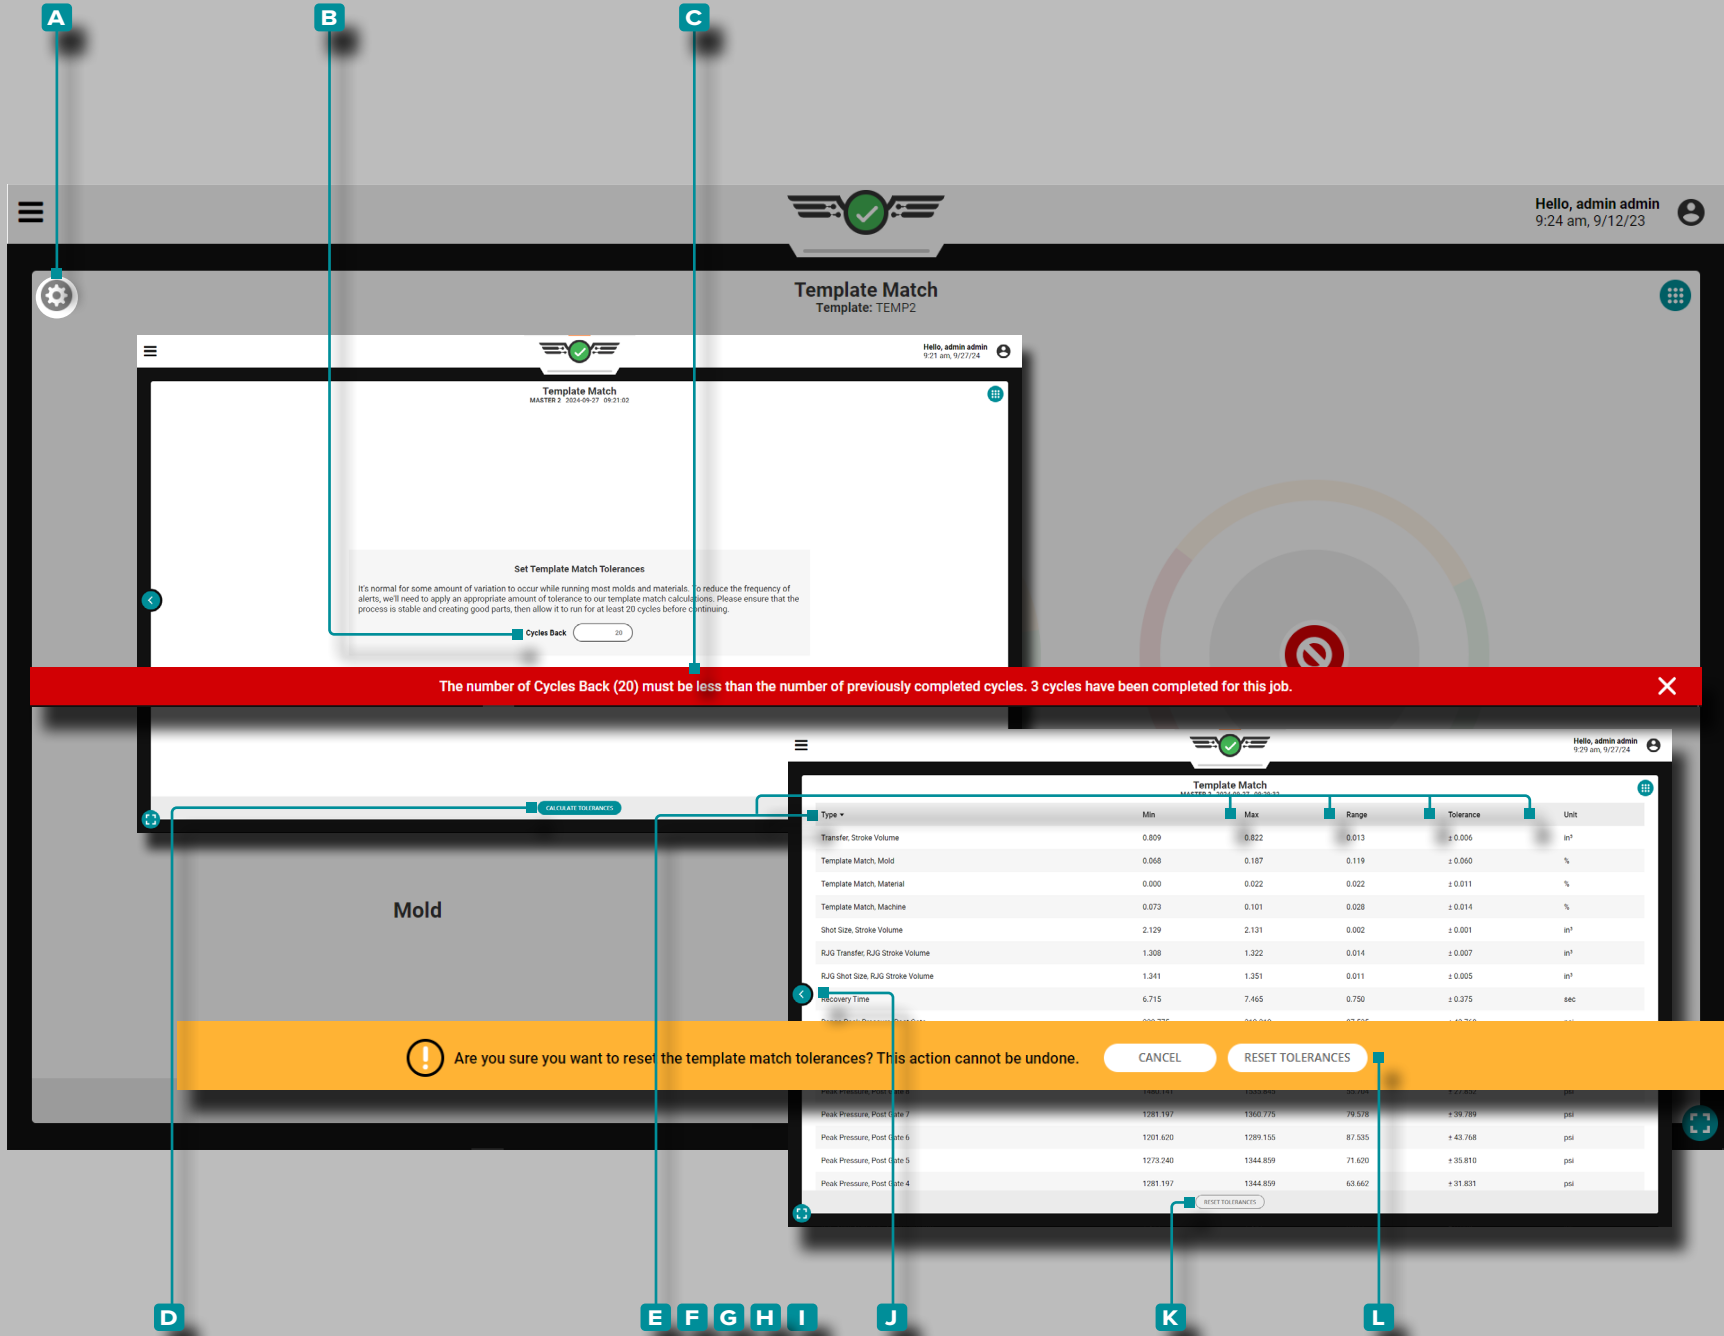 A
B
C
Hello, admin admin
9:24 am, 9/12/23
Template Match
Template: TEMP2
Hello, admin admin
9:21 am, 9/27/24
Template Match
MASTER 2 2024-09-27 09:21:02
Set Template Match Tolerances
It's normal for some amount of variation to occur while running most molds and materials. To reduce the frequency of
alerts, we'll need to apply an appropriate amount of tolerance to our template match calculations. Please ensure that the
process is stable and creating good parts, then allow it to run for at least 20 cycles before continuing.
Cycles Back 20
The number of Cycles Back (20) must be less than the number of previously completed cycles. 3 cycles have been completed for this job.
CALCULATE TOLERANCES
Mold
Hello, admin admin
9:29 am, 9/27/24
Template Match
Type Min Max Range Tolerance Unit
Transfer, Stroke Volume 0.809 0.822 0.013 ± 0.006 in³
Template Match, Mold 0.068 0.187 0.119 ± 0.060 %
Template Match, Material 0.000 0.022 0.022 ± 0.011 %
Template Match, Machine 0.073 0.101 0.028 ± 0.014 %
Shot Size, Stroke Volume 2.129 2.131 0.002 ± 0.001 in³
RJG Transfer, RJG Stroke Volume 1.308 1.322 0.014 ± 0.007 in³
RJG Shot Size, RJG Stroke Volume 1.341 1.351 0.011 ± 0.005 in³
Recovery Time 6.715 7.465 0.750 ± 0.375 sec
Are you sure you want to reset the template match tolerances? This action cannot be undone. CANCEL RESET TOLERANCES
Peak Pressure, Post Gate 7 1281.197 1360.775 79.578 ± 39.789 psi
Peak Pressure, Post Gate 6 1201.620 1289.155 87.535 ± 43.768 psi
Peak Pressure, Post Gate 5 1273.240 1344.859 71.620 ± 35.810 psi
Peak Pressure, Post Gate 4 1281.197 1344.859 63.662 ± 31.831 psi
RESET TOLERANCES
D
E F G H I
J
K
L